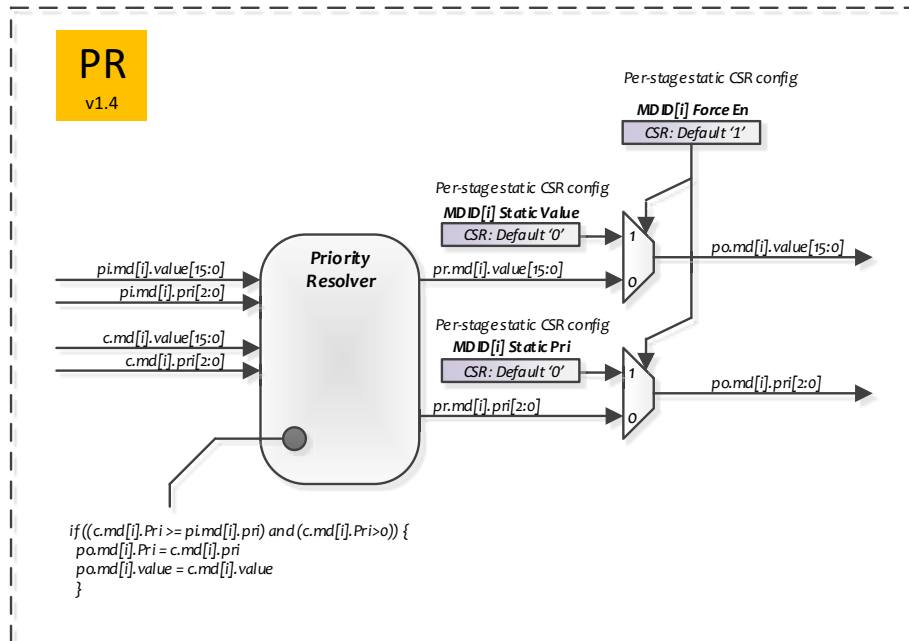 PR
v1.4
Per-stage static CSR config
MDID[i] Force En
CSR: Default ‘1’
Per-stage static CSR config
MDID[i] Static Value
CSR: Default ‘0’
1
0
po.md[i].value[15:0]
Priority
Resolver
pi.md[i].value[15:0]
pi.md[i].pri[2:0]
c.md[i].value[15:0]
c.md[i].pri[2:0]
pr.md[i].value[15:0]
Per-stage static CSR config
MDID[i] Static Pri
CSR: Default ‘0’
1
0
po.md[i].pri[2:0]
pr.md[i].pri[2:0]
if ((c.md[i].Pri >= pi.md[i].pri) and (c.md[i].Pri>0)) {
po.md[i].Pri = c.md[i].pri
po.md[i].value = c.md[i].value
}